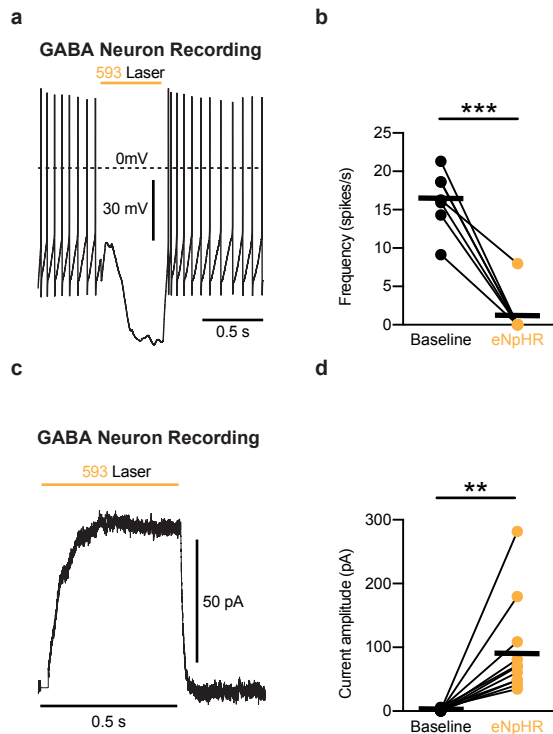 a
GABA Neuron Recording
593 Laser
0mV
30 mV
0.5 s
b
***
Frequency (spikes/s)
25
20
15
10
5
0
Baseline
eNpHR
c
GABA Neuron Recording
593 Laser
50 pA
0.5 s
d
**
Current amplitude (pA)
300
200
100
0
Baseline
eNpHR